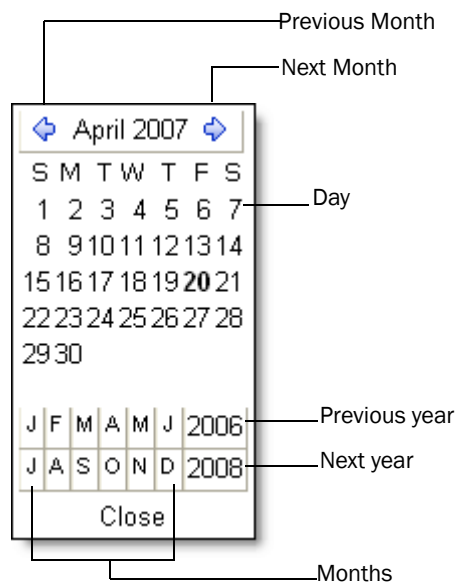 Previous Month
Next Month
April 2007
S M T W T F S
1 2 3 4 5 6 7
Day
8 9 10 11 12 13 14
15 16 17 18 19 20 21
22 23 24 25 26 27 28
29 30
J F M A M J 2006
Previous year
J A S O N D 2008
Next year
Close
Months